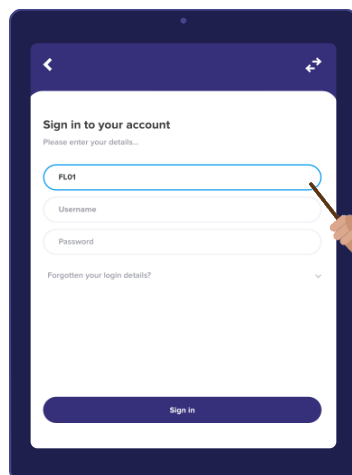 Sign in to your account
Please enter your details...
FL01
Username
Password
Forgotten your login details?
Sign in